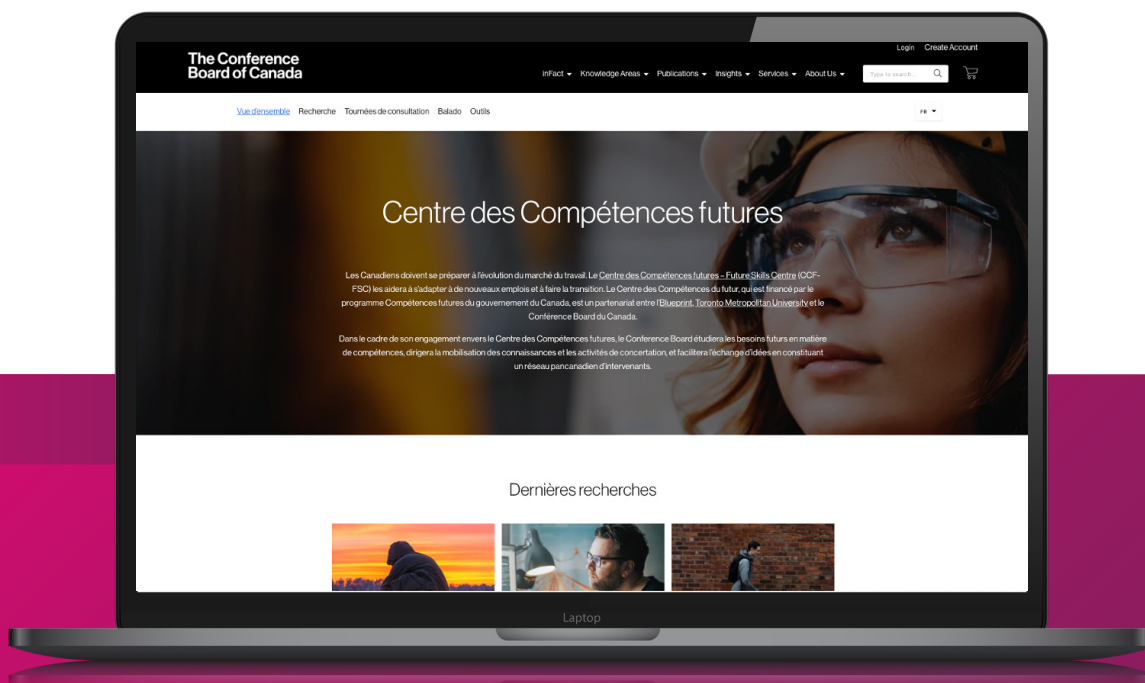 Login Create Account
The Conference
Board of Canada
inFact Knowledge Areas Publications Insights Services About Us Type to search...
Vue d'ensemble Recherche Tournées de consultation Balado Outils FR
Centre des Compétences futures
Les Canadiens doivent se préparer à l'évolution du marché du travail. Le Centre des Compétences futures – Future Skills Centre (CCF-
FSC) les aidera à s'adapter à de nouveaux emplois et à faire la transition. Le Centre des Compétences du futur, qui est financé par le
programme Compétences futures du gouvernement du Canada, est un partenariat entre l'Blueprint, Toronto Metropolitan University et le
Conférence Board du Canada.
Dans le cadre de son engagement envers le Centre des Compétences futures, le Conference Board étudiera les besoins futurs en matière
de compétences, dirigera la mobilisation des connaissances et les activités de concertation, et facilitera l'échange d'idées en constituant
un réseau pancanadien d'intervenants.
Dernières recherches
Laptop